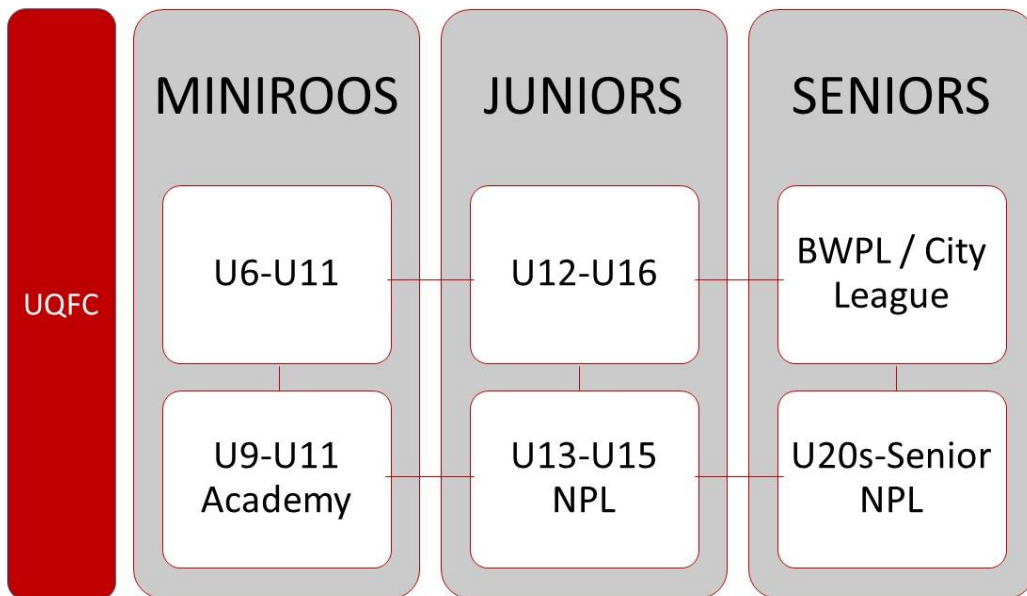 UQFC
MINIROOS
U6-U11
U9-U11
Academy
JUNIORS
U12-U16
U13-U15
NPL
SENIORS
BWPL / City
League
U20s-Senior
NPL